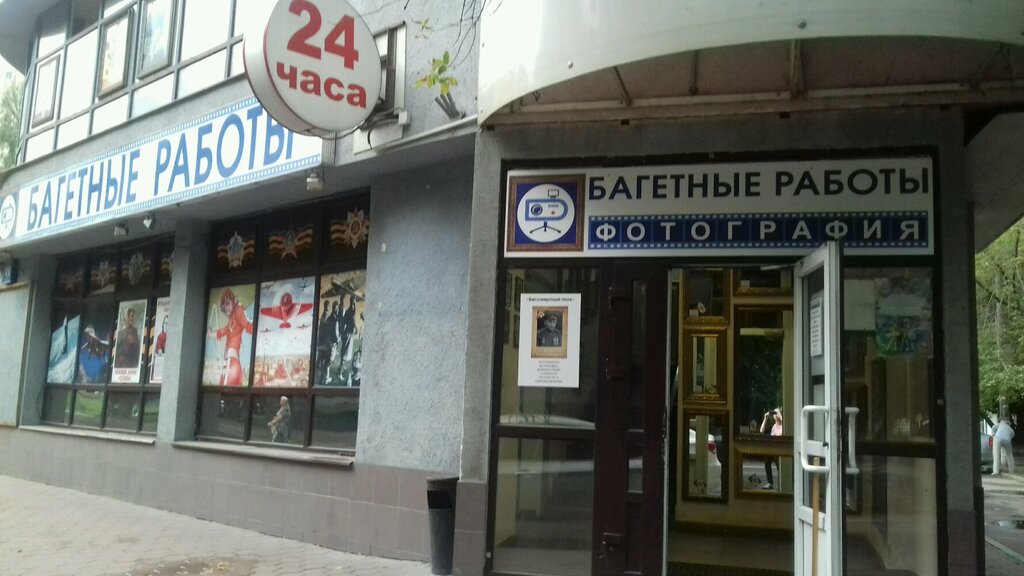 24
часа
БАГЕТНЫЕ РАБОТЫ
БАГЕТНЫЕ РАБОТЫ
ФОТОГРАФИЯ
«Бессмертный полк»